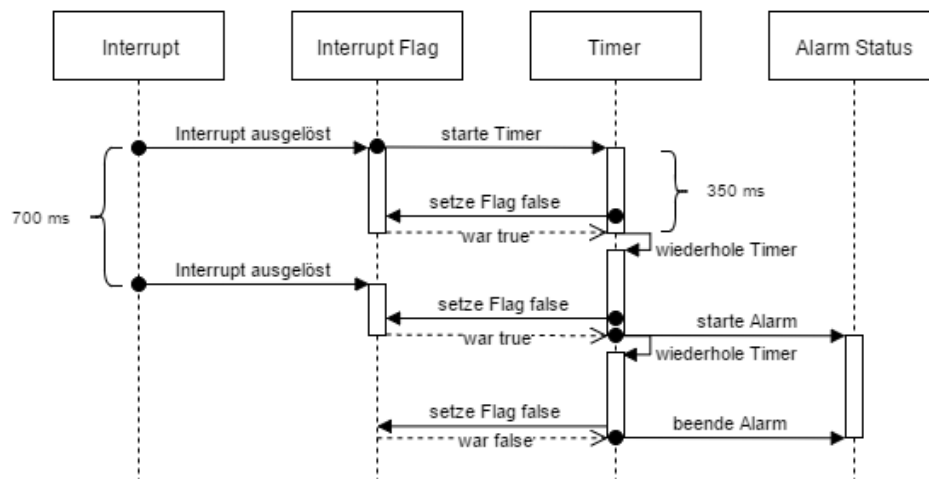 Interrupt
Interrupt Flag
Timer
Alarm Status
Interrupt ausgelöst
starte Timer
350 ms
700 ms
setze Flag false
war true
wiederhole Timer
Interrupt ausgelöst
setze Flag false
starte Alarm
war true
wiederhole Timer
setze Flag false
beende Alarm
war false